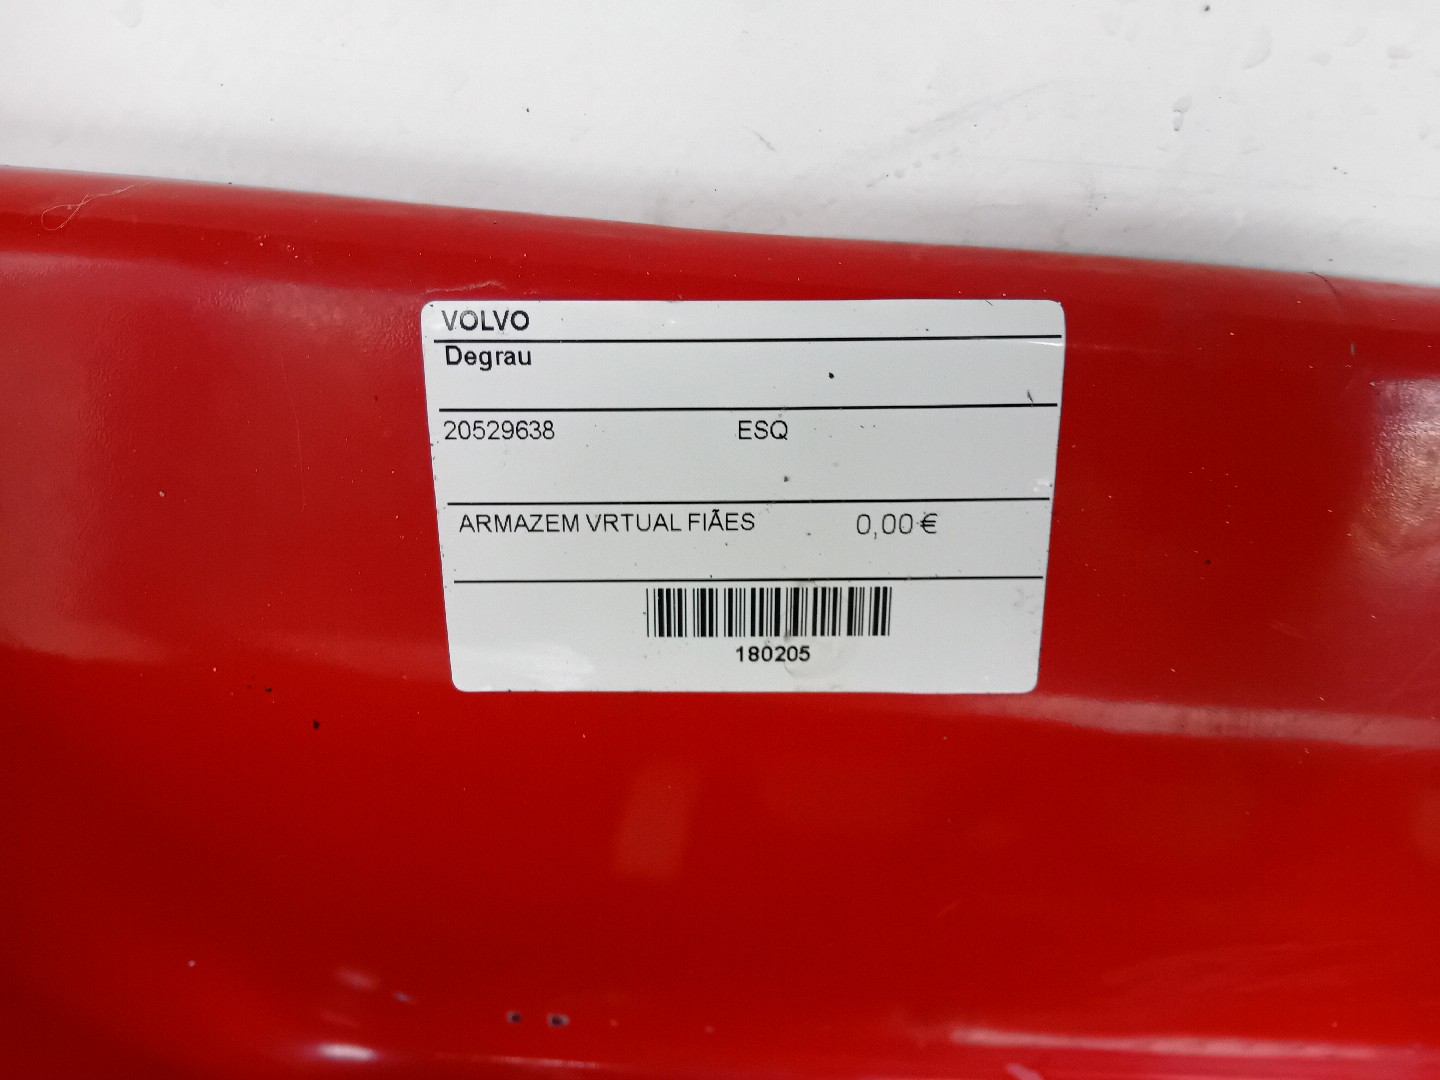 VOLVO
Degrau
20529638 ESQ
ARMAZEM VRTUAL FIÃES 0,00 €
180205